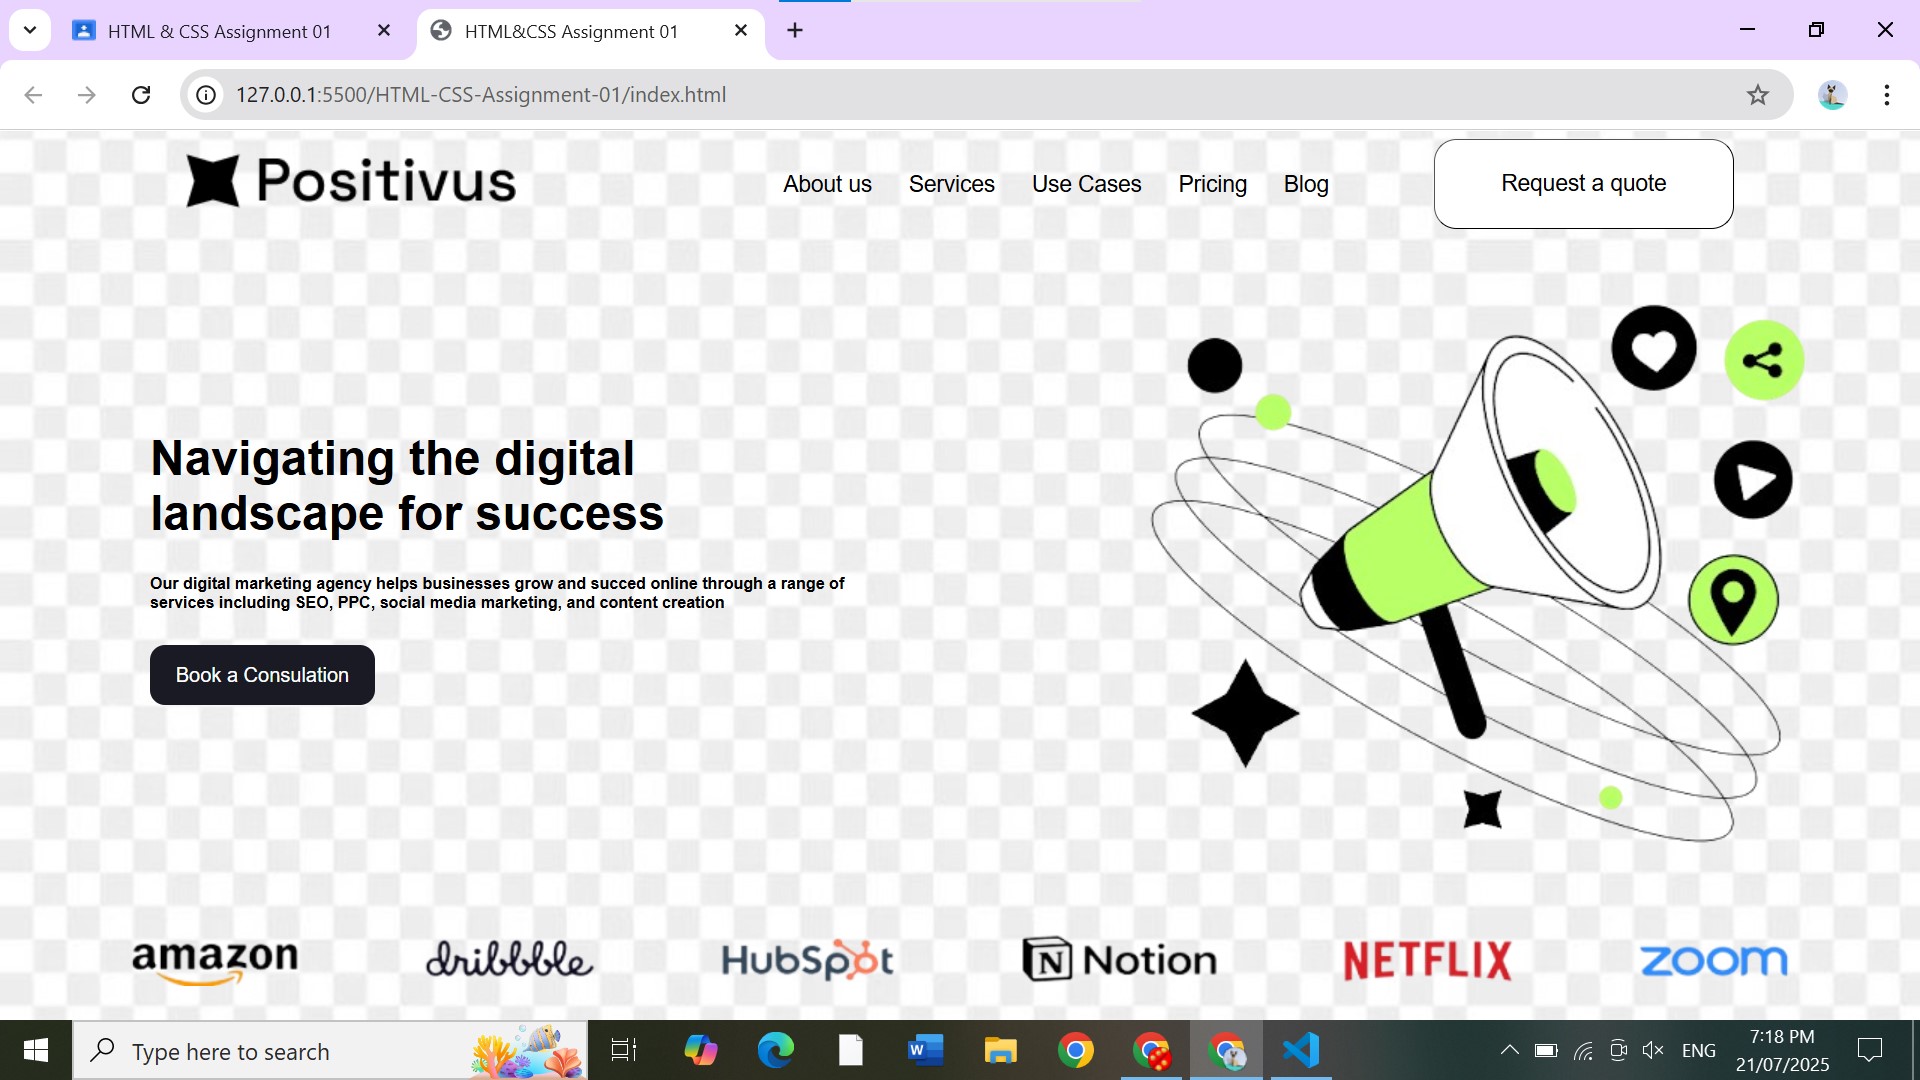 HTML & CSS Assignment 01
HTML&CSS Assignment 01
127.0.0.1:5500/HTML-CSS-Assignment-01/index.html
Positivus
About us Services Use Cases Pricing Blog
Request a quote
Navigating the digital
landscape for success
Our digital marketing agency helps businesses grow and succed online through a range of
services including SEO, PPC, social media marketing, and content creation
Book a Consulation
amazon dribbble HubSpot Notion NETFLIX zoom
Type here to search
ENG
7:18 PM
21/07/2025